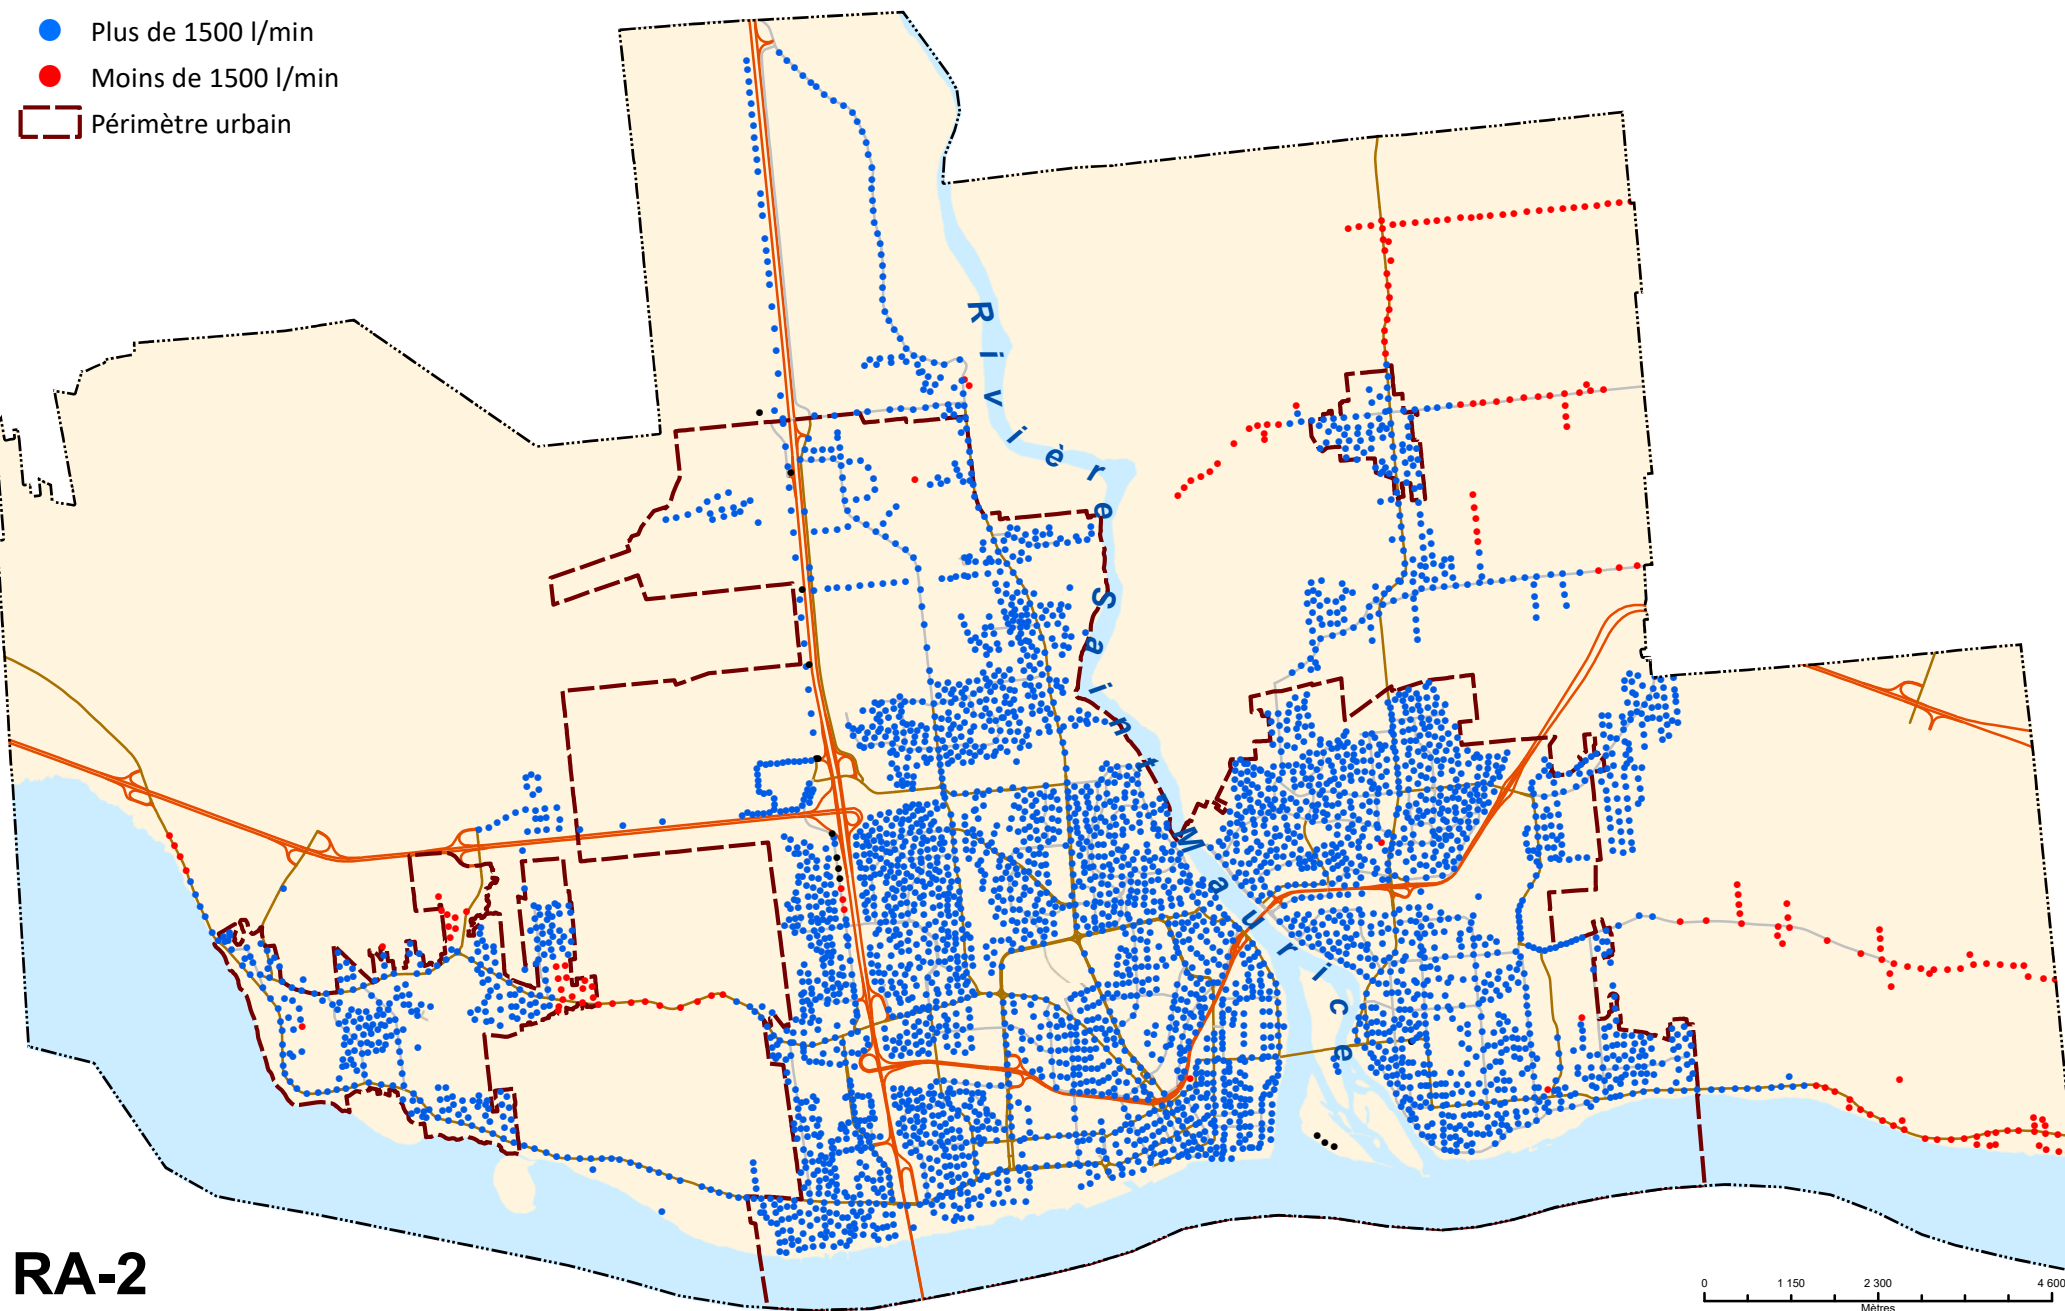 Plus de 1500 l/min
Moins de 1500 l/min
Périmètre urbain
Rivière Saint Maurice
RA-2
0 1 150 2 300 4 600
Mètres